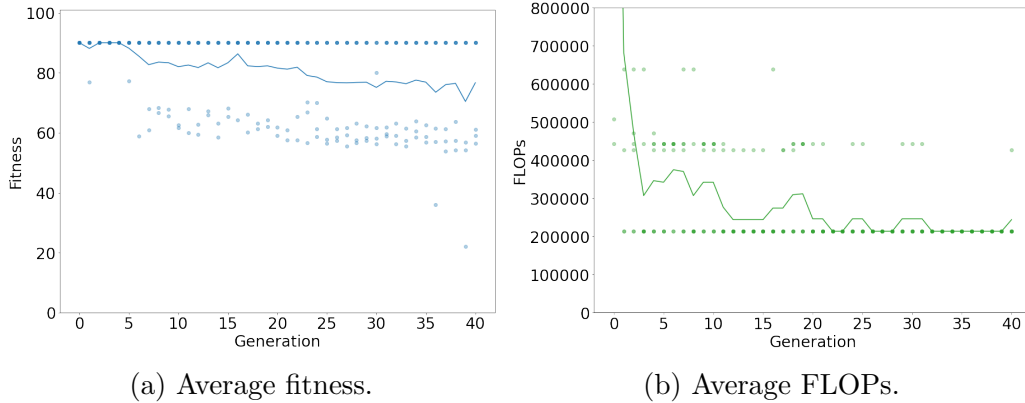 100
80
60
40
20
0
Fitness
0 5 10 15 20 25 30 35 40
Generation
(a) Average fitness.
800000
700000
600000
500000
400000
300000
200000
100000
0
FLOPs
0 5 10 15 20 25 30 35 40
Generation
(b) Average FLOPs.